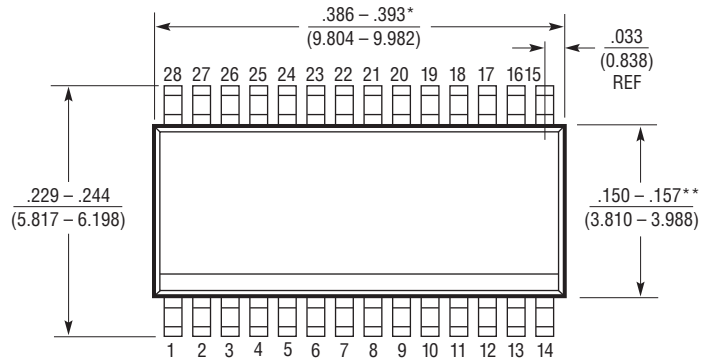 .386 – .393*
(9.804 – 9.982)
.033
(0.838)
REF
28 27 26 25 24 23 22 21 20 19 18 17 16 15
.229 – .244
(5.817 – 6.198)
.150 – .157**
(3.810 – 3.988)
1 2 3 4 5 6 7 8 9 10 11 12 13 14